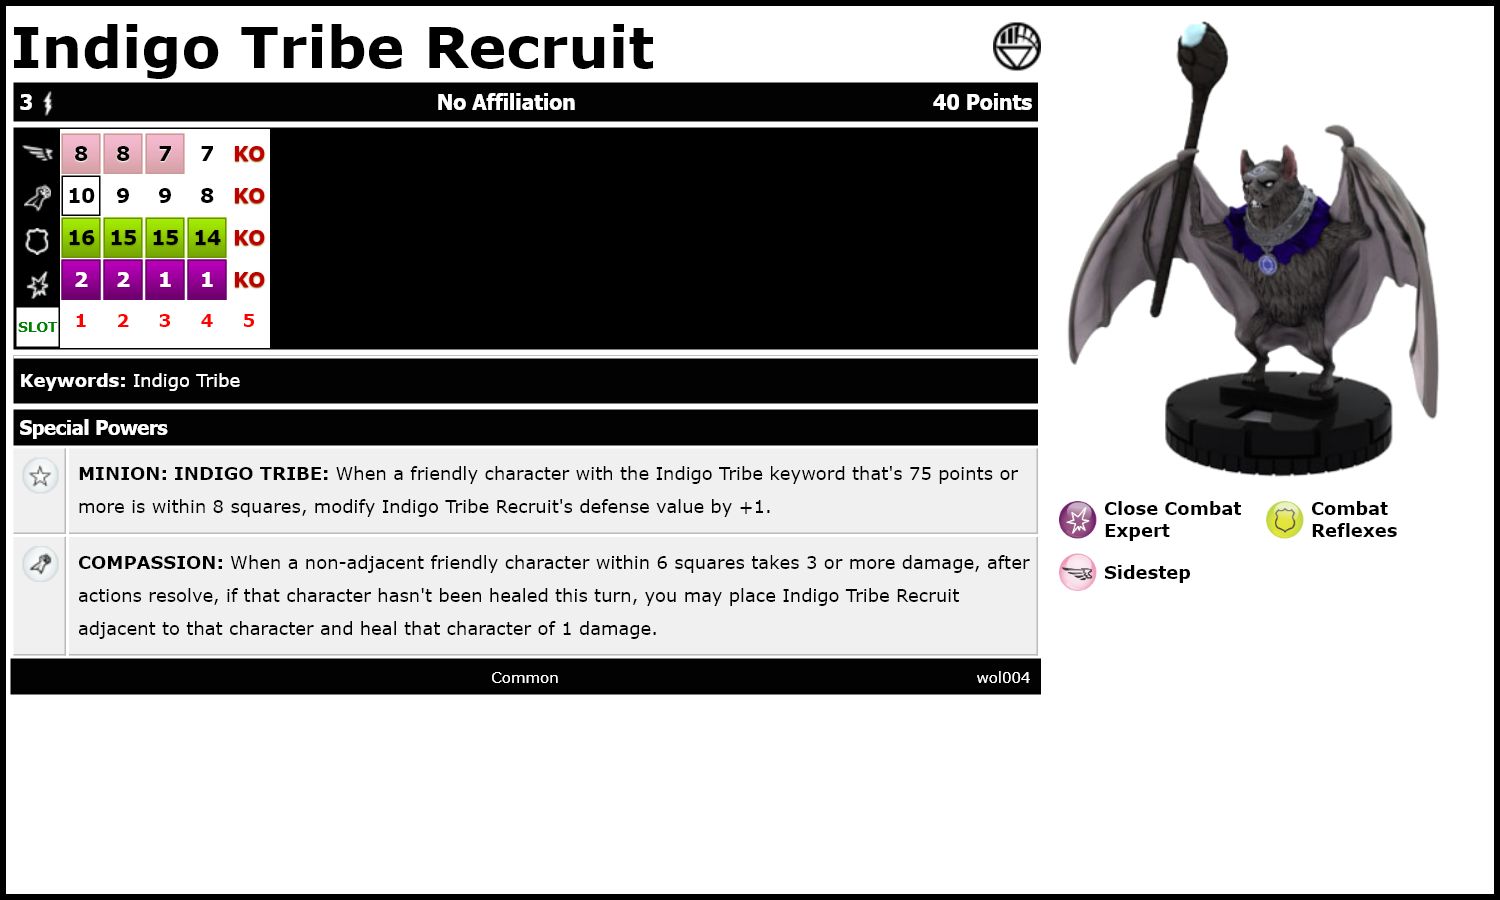 Indigo Tribe Recruit
3 No Affiliation 40 Points
8 8 7 7 KO
10 9 9 8 KO
16 15 15 14 KO
2 2 1 1 KO
SLOT 1 2 3 4 5
Keywords: Indigo Tribe
Special Powers
MINION: INDIGO TRIBE: When a friendly character with the Indigo Tribe keyword that's 75 points or
more is within 8 squares, modify Indigo Tribe Recruit's defense value by +1.
COMPASSION: When a non-adjacent friendly character within 6 squares takes 3 or more damage, after
actions resolve, if that character hasn't been healed this turn, you may place Indigo Tribe Recruit
adjacent to that character and heal that character of 1 damage.
Common wol004
Close Combat
Expert
Combat
Reflexes
Sidestep